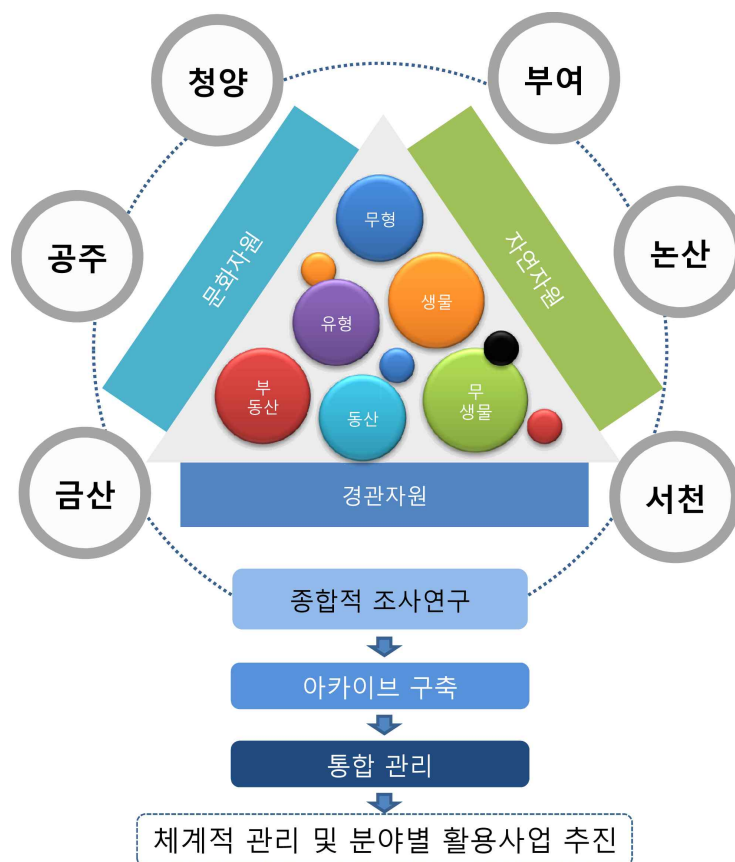 청양
부여
공주
논산
금산
서천
문화자원
자연자원
경관자원
무형
생물
유형
부
동산
동산
무
생물
종합적 조사연구
아카이브 구축
통합 관리
체계적 관리 및 분야별 활용사업 추진